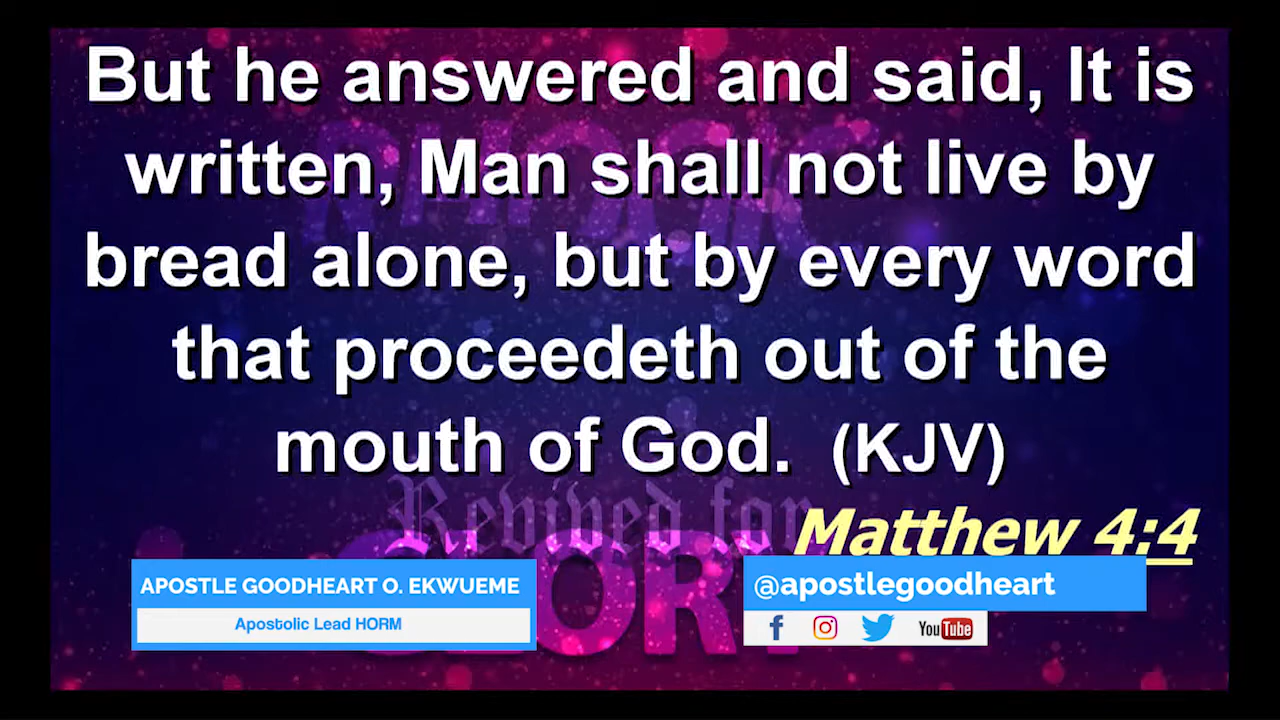 But he answered and said, It is
written, Man shall not live by
bread alone, but by every word
that proceedeth out of the
mouth of God. (KJV)
Revived for
Matthew 4:4
APOSTLE GOODHEART O. EKWUEME
Apostolic Lead HORM
@apostlegoodheart
YouTube